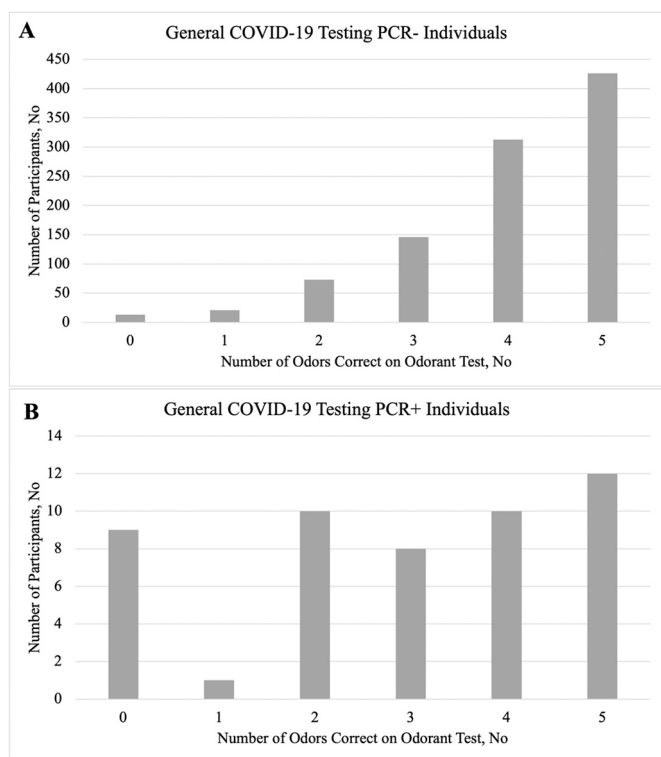 A
General COVID-19 Testing PCR- Individuals
Number of Participants, No
450
400
350
300
250
200
150
100
50
0
0 1 2 3 4 5
Number of Odors Correct on Odorant Test, No
B
General COVID-19 Testing PCR+ Individuals
Number of Participants, No
14
12
10
8
6
4
2
0
0 1 2 3 4 5
Number of Odors Correct on Odorant Test, No